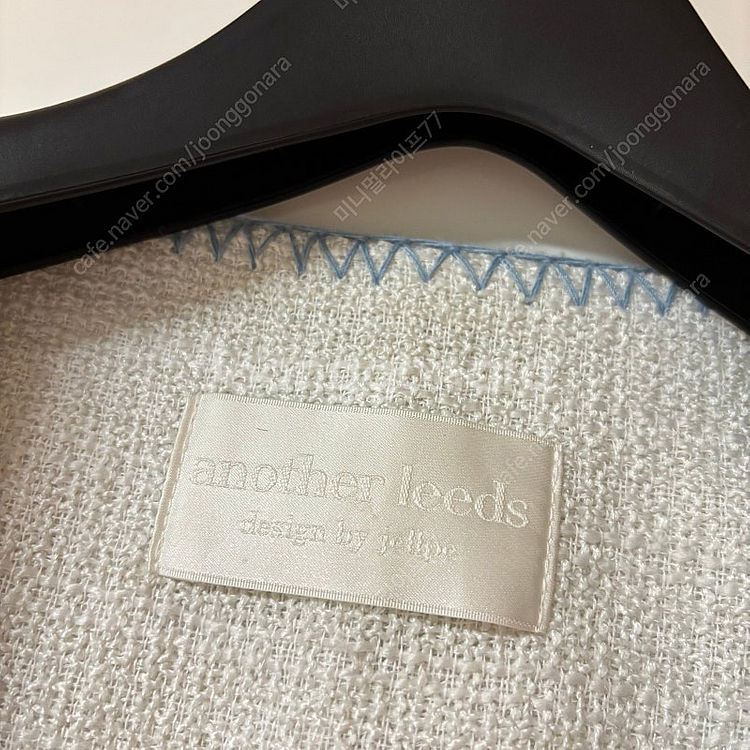 미니멀라이프77
cafe.naver.com/joonggonara
cafe.naver.com/joonggonara
another leeds
design by jellpe